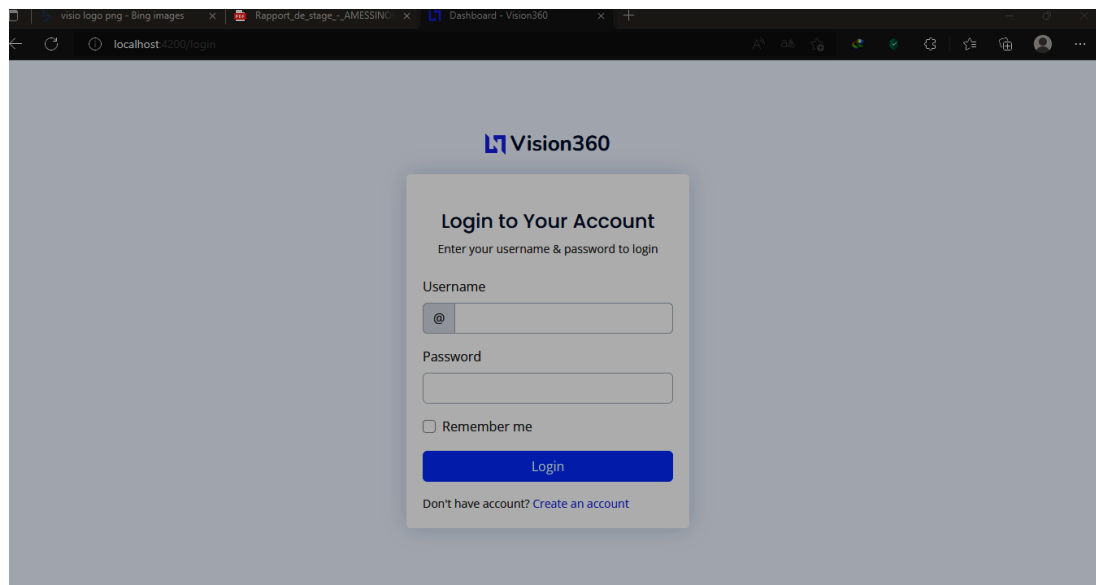 visio logo png - Bing images
Rapport_de_stage_-_AMESSINO
Dashboard - Vision360
localhost:4200/login
Vision360
Login to Your Account
Enter your username & password to login
Username
@
Password
Remember me
Login
Don't have account? Create an account